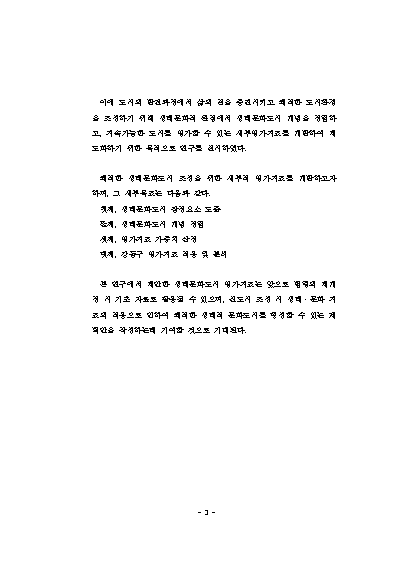 이에 도시의 발전과정에서 삶의 질을 증진시키고 쾌적한 도시환경
을 조성하기 위해 생태문화적 관점에서 생태문화도시 개념을 정립하
고, 지속가능한 도시를 평가할 수 있는 세부평가지표를 개발하여 제
도화하기 위한 목적으로 연구를 실시하였다.
쾌적한 생태문화도시 조성을 위한 세부적 평가지표를 개발하고자
하며, 그 세부목표는 다음과 같다.
첫째, 생태문화도시 결정요소 도출
둘째, 생태문화도시 개념 정립
셋째, 평가지표 가중치 산정
넷째, 강동구 평가지표 적용 및 분석
본 연구에서 제안한 생태문화도시 평가지표는 앞으로 법령의 제개
정 시 기초 자료로 활용될 수 있으며, 신도시 조성 시 생태·문화 지
표의 적용으로 인하여 쾌적한 생태적 문화도시를 형성할 수 있는 제
적인을 작성하는데 기여할 것으로 기대된다.
- 3 -